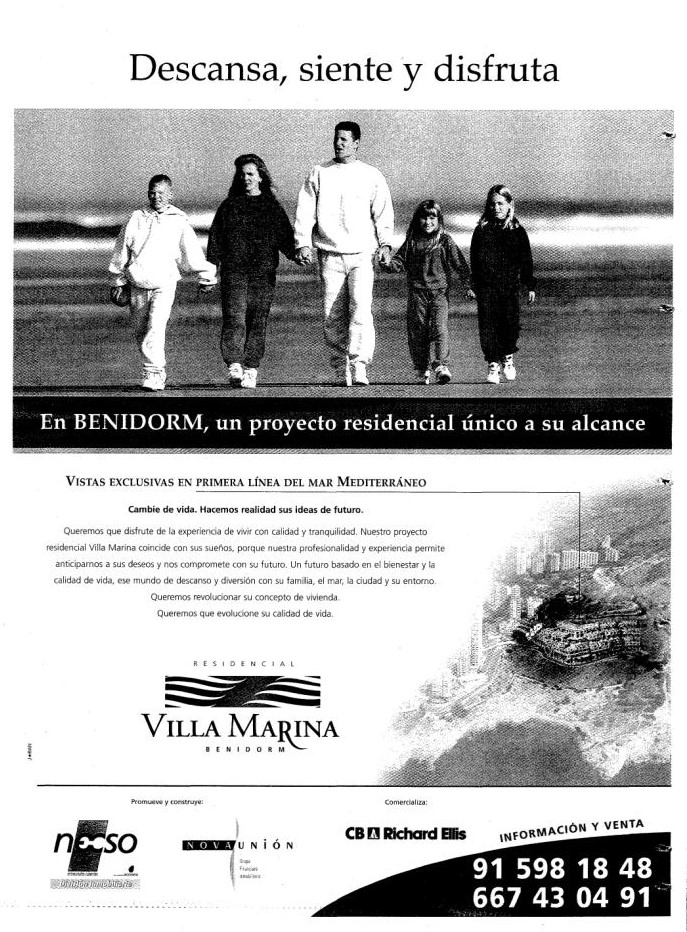 Descansa, siente y disfruta
En BENIDORM, un proyecto residencial único a su alcance
VISTAS EXCLUSIVAS EN PRIMERA LÍNEA DEL MAR MEDITERRÁNEO
Cambie de vida. Hacemos realidad sus ideas de futuro.
Queremos que disfrute de la experiencia de vivir con calidad y tranquilidad. Nuestro proyecto
residencial Villa Marina coincide con sus sueños, porque nuestra profesionalidad y experiencia permite
anticiparnos a sus deseos y nos compromete con su futuro. Un futuro basado en el bienestar y la
calidad de vida, ese mundo de descanso y diversión con su familia, el mar, la ciudad y su entorno.
Queremos revolucionar su concepto de vivienda.
Queremos que evolucione su calidad de vida.
RESIDENCIAL
VILLA MARINA
BENIDORM
Promueve y construye:
Comercializa:
necso
División Inmobiliaria
NOVAUNIÓN
Grupo
CB Richard Ellis
INFORMACIÓN Y VENTA
91 598 18 48
667 43 04 91